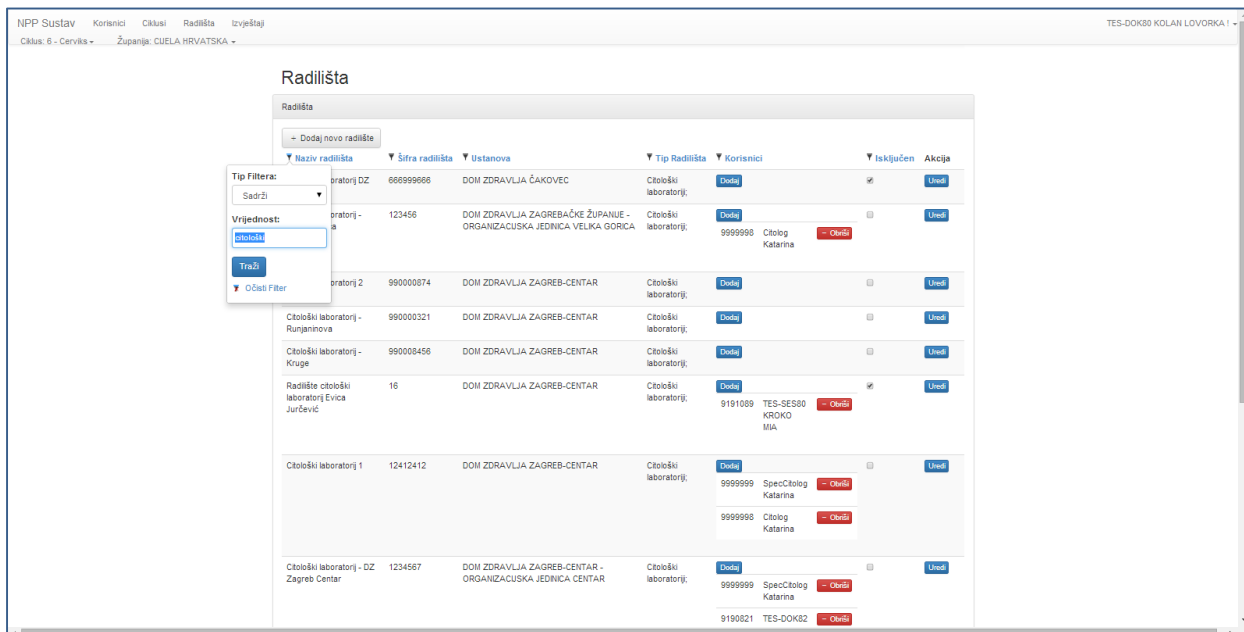 NPP Sustav Korisnici Ciklusi Radilišta Izvještaji TES-DOK80 KOLAN LOVORKA !
Ciklus: 6 - Cerviks Županija: CIJELA HRVATSKA
Radilišta
Radilišta
+ Dodaj novo radilište
Naziv radilišta Šifra radilišta Ustanova Tip Radilišta Korisnici Isključen Akcija
Tip Filtera:
Sadrži
Vrijednost:
citološki
Traži
Očisti Filter
oratorij DZ 666999666 DOM ZDRAVLJA ČAKOVEC Citološki Dodaj Uredi
laboratoriji;
oratorij - 123456 DOM ZDRAVLJA ZAGREBAČKE ŽUPANIJE - Citološki Dodaj Uredi
a ORGANIZACIJSKA JEDINICA VELIKA GORICA laboratoriji;
9999998 Citolog – Obriši
Katarina
oratorij 2 990000874 DOM ZDRAVLJA ZAGREB-CENTAR Citološki Dodaj Uredi
laboratoriji;
Citološki laboratorij - 990000321 DOM ZDRAVLJA ZAGREB-CENTAR Citološki Dodaj Uredi
Runjaninova laboratoriji;
Citološki laboratorij - 990008456 DOM ZDRAVLJA ZAGREB-CENTAR Citološki Dodaj Uredi
Kruge laboratoriji;
Radilište citološki 16 DOM ZDRAVLJA ZAGREB-CENTAR Citološki Dodaj Uredi
laboratorij Evica laboratoriji;
Jurčević
9191089 TES-SES80 – Obriši
KROKO
MIA
Citološki laboratorij 1 12412412 DOM ZDRAVLJA ZAGREB-CENTAR Citološki Dodaj Uredi
laboratoriji;
9999999 SpecCitolog – Obriši
Katarina
9999998 Citolog – Obriši
Katarina
Citološki laboratorij - DZ 1234567 DOM ZDRAVLJA ZAGREB-CENTAR - Citološki Dodaj Uredi
Zagreb Centar ORGANIZACIJSKA JEDINICA CENTAR laboratoriji;
9999999 SpecCitolog – Obriši
Katarina
9190821 TES-DOK82 – Obriši